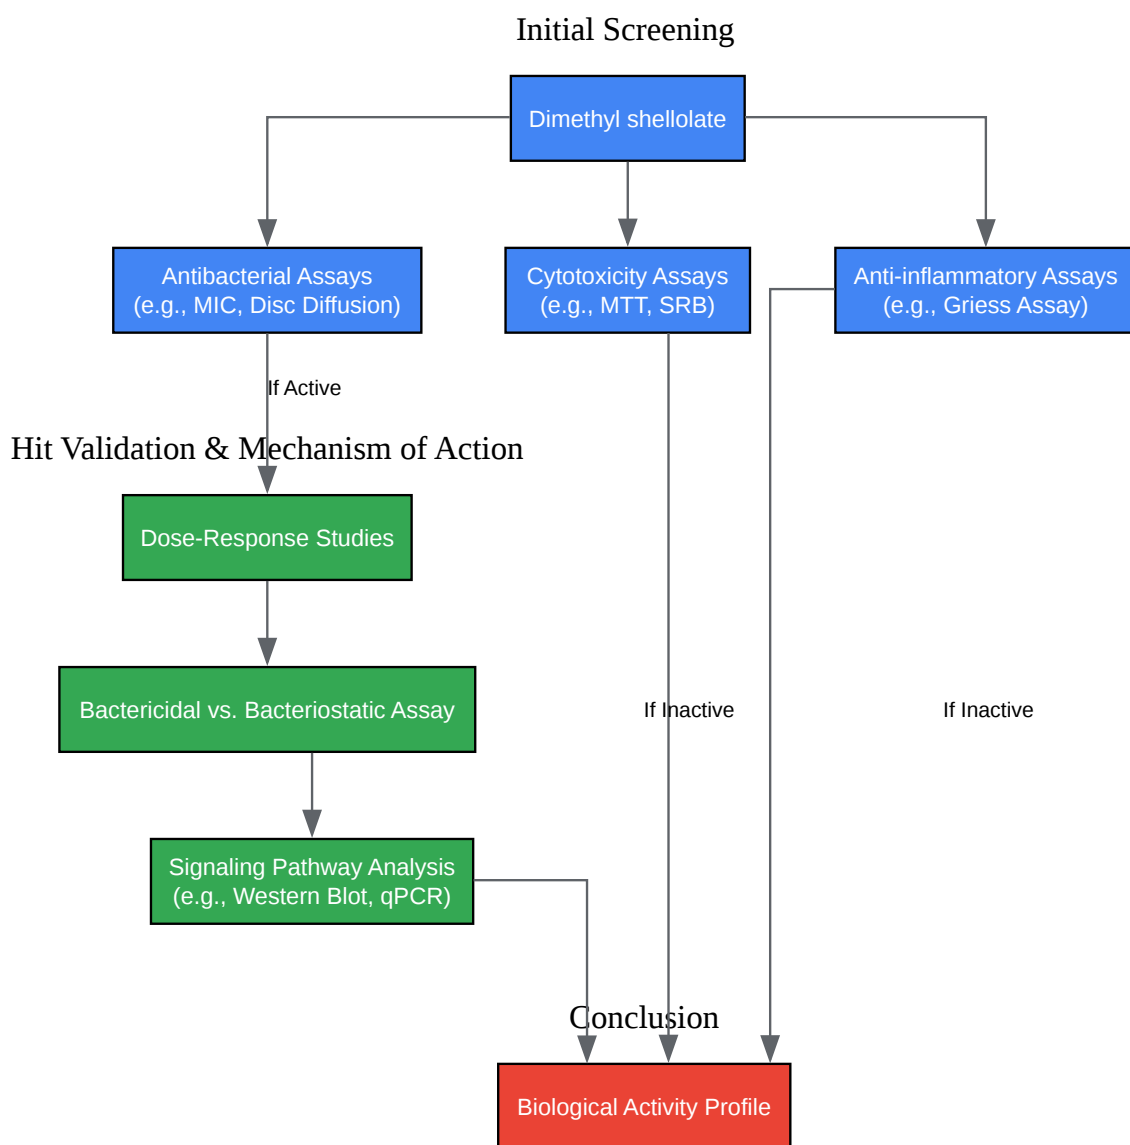 Initial Screening
Dimethyl shellolate
Antibacterial Assays
(e.g., MIC, Disc Diffusion)
Cytotoxicity Assays
(e.g., MTT, SRB)
Anti-inflammatory Assays
(e.g., Griess Assay)
If Active
Hit Validation & Mechanism of Action
Dose-Response Studies
Bactericidal vs. Bacteriostatic Assay
If Inactive
If Inactive
Signaling Pathway Analysis
(e.g., Western Blot, qPCR)
Conclusion
Biological Activity Profile